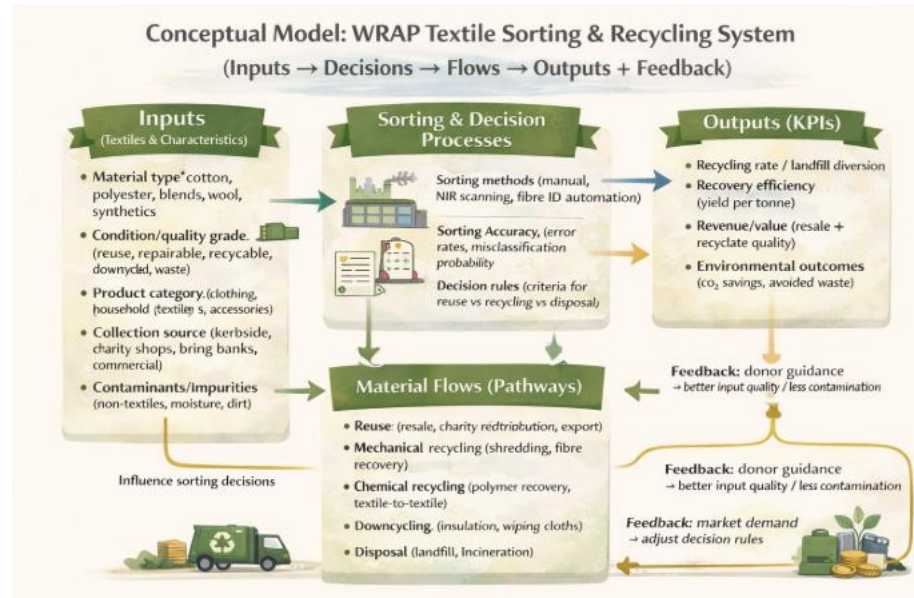 Conceptual Model: WRAP Textile Sorting & Recycling System
(Inputs → Decisions → Flows → Outputs + Feedback)
Inputs
(Textiles & Characteristics)
• Material type* cotton,
polyester, blends, wool,
synthetics
• Condition/quality grade.
(reuse, repairable, recyclable,
downycled, waste)
• Product category. (clothing,
household (textileş s, accessories)
• Collection source (kerbside,
charity shops, bring banks,
commercial)
• Contaminants/Impurities
(non-textiles, moisture, dirt)
Influence sorting decisions
Sorting & Decision
Processes
Sorting methods (manual,
NIR scanning, fibre ID automation)
Sorting Accuracy, (error
rates, misclassification
probability
Decision rules (criteria for
reuse vs recycling vs disposal)
Outputs (KPIs)
• Recycling rate / landfill diversion
• Recovery efficiency
(yield per tonne)
• Revenue/value (resale +
recyclate quality)
• Environmental outcomes
(co₂ savings, avoided waste)
Material Flows (Pathways)
• Reuse: (resale, charity redtriobution, export)
• Mechanical recycling (shredding, fibre
recovery)
• Chemical recycling (polymer recovery,
textile-to-textile)
• Downcycling. (insulation, wiping cloths)
• Disposal (landfill, Incineration)
Feedback: donor guidance
→ better input quality / less contamination
Feedback: donor guidance
→ better input quality / less contamination
Feedback: market demand
→ adjust decision rules